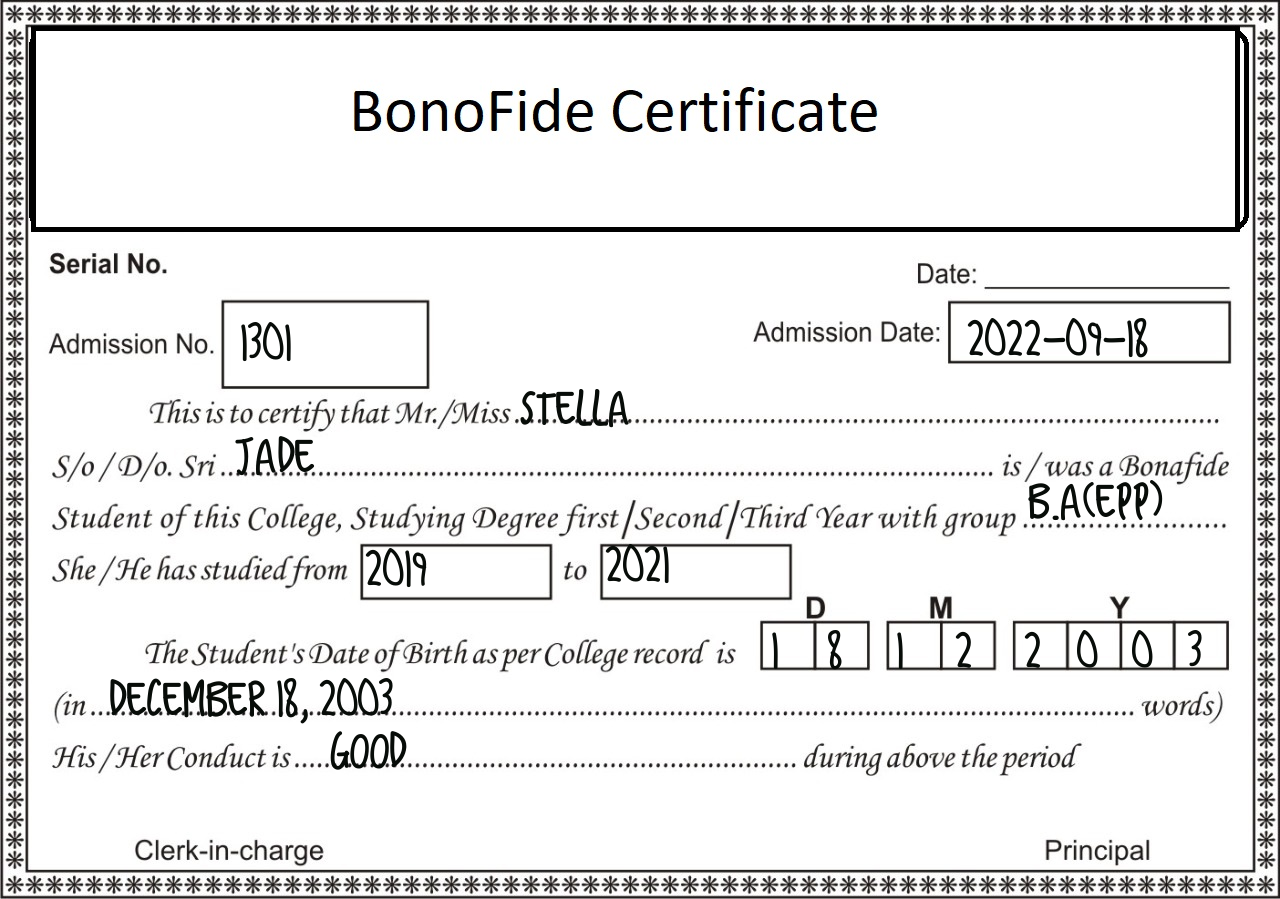 BonoFide Certificate
Serial No.
Date:
Admission No. 1301 Admission Date: 2022-09-18
This is to certify that Mr./Miss STELLA
S/o / D/o. Sri JADE is / was a Bonafide
Student of this College, Studying Degree first/Second/Third Year with group B.A(EPP)
She / He has studied from 2019 to 2021
D M Y
The Student's Date of Birth as per College record is 1 8 1 2 2 0 0 3
(in DECEMBER 18, 2003 words)
His / Her Conduct is GOOD during above the period
Clerk-in-charge Principal